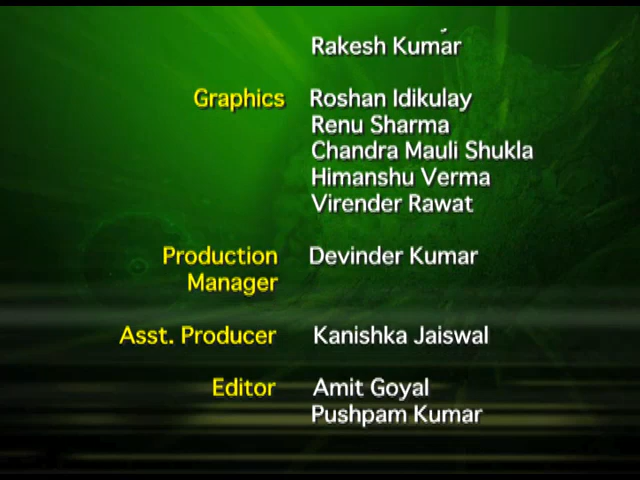 Rakesh Kumar
Graphics Roshan Idikulay
Renu Sharma
Chandra Mauli Shukla
Himanshu Verma
Virender Rawat
Production Devinder Kumar
Manager
Asst. Producer Kanishka Jaiswal
Editor Amit Goyal
Pushpam Kumar